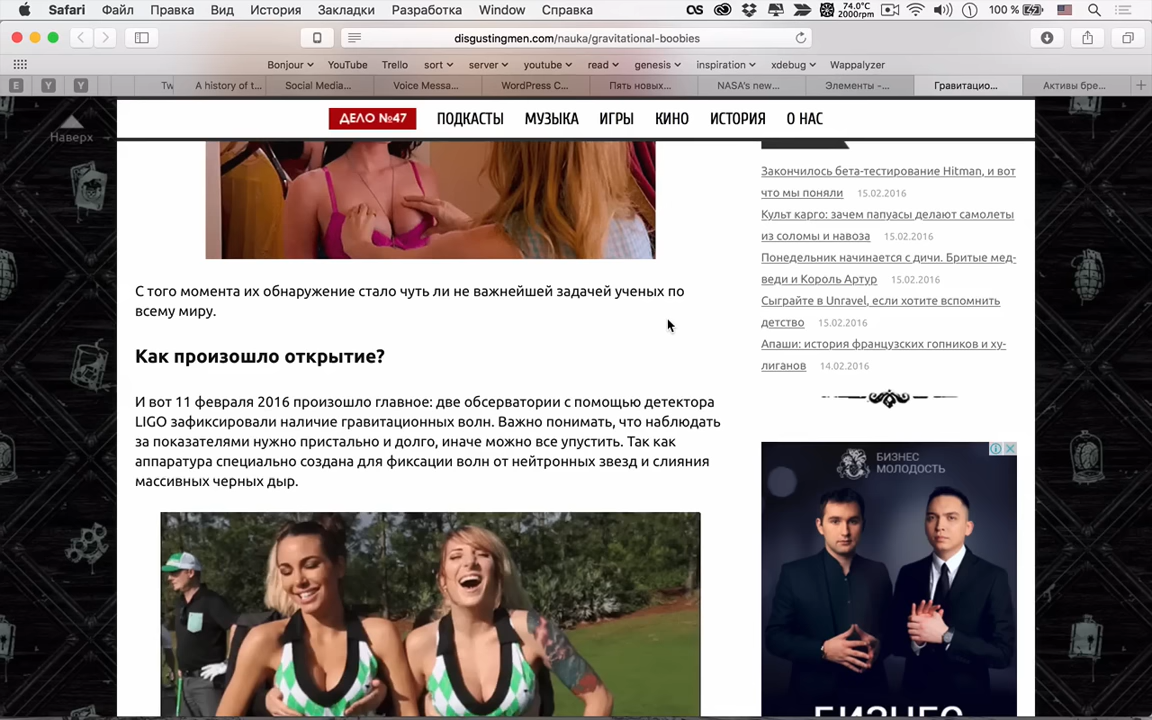 Safari Файл Правка Вид История Закладки Разработка Window Справка 74.0°C 2000rpm 100 %
disgustingmen.com/nauka/gravitational-boobies
Bonjour YouTube Trello sort server youtube read genesis inspiration xdebug Wappalyzer
E Y Y Tw A history of t... Social Media... Voice Messa... WordPress C... Пять новых... NASA's new... Элементы -... Гравитацио... Активы бре...
Наверх
ДЕЛО №47 ПОДКАСТЫ МУЗЫКА ИГРЫ КИНО ИСТОРИЯ О НАС
С того момента их обнаружение стало чуть ли не важнейшей задачей ученых по
всему миру.
Как произошло открытие?
И вот 11 февраля 2016 произошло главное: две обсерватории с помощью детектора
LIGO зафиксировали наличие гравитационных волн. Важно понимать, что наблюдать
за показателями нужно пристально и долго, иначе можно все упустить. Так как
аппаратура специально создана для фиксации волн от нейтронных звезд и слияния
массивных черных дыр.
Закончилось бета-тестирование Hitman, и вот
что мы поняли 15.02.2016
Культ карго: зачем папуасы делают самолеты
из соломы и навоза 15.02.2016
Понедельник начинается с дичи. Бритые мед-
веди и Король Артур 15.02.2016
Сыграйте в Unravel, если хотите вспомнить
детство 15.02.2016
Апаши: история французских гопников и ху-
лиганов 14.02.2016
БИЗНЕС
МОЛОДОСТЬ
БИЗНЕС